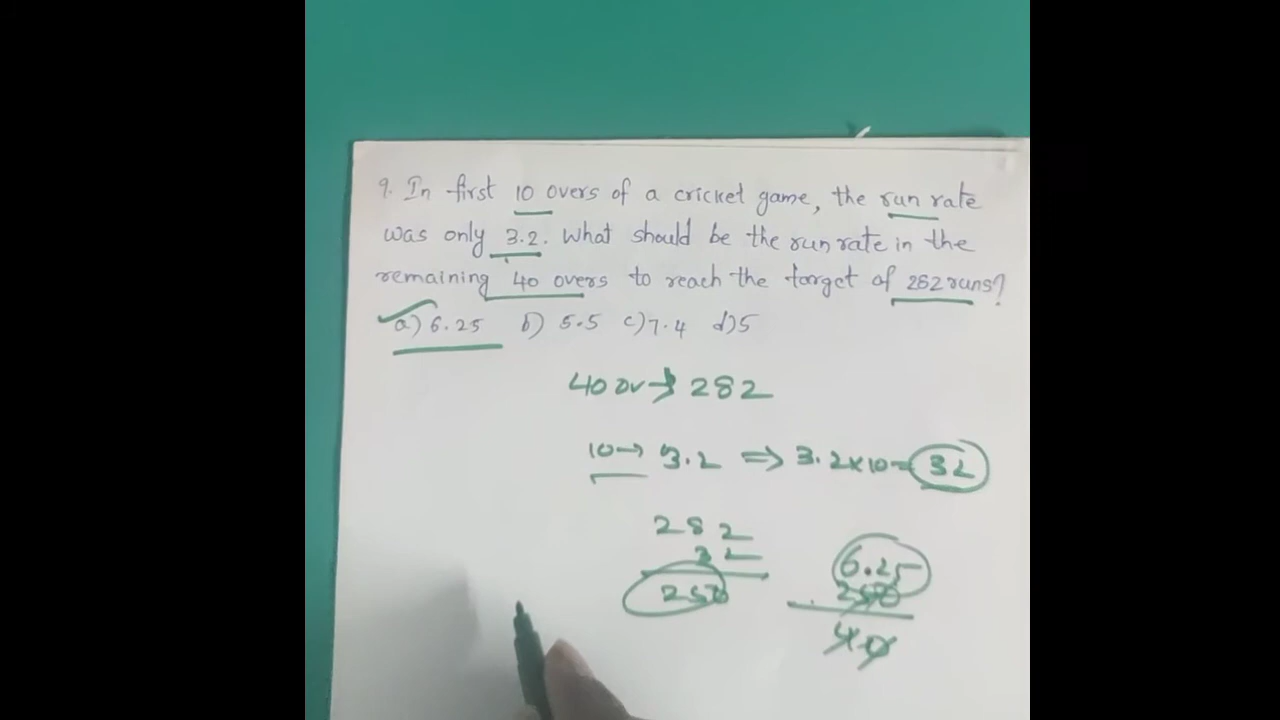 9. In first 10 overs of a cricket game, the run rate
was only 3.2. What should be the run rate in the
remaining 40 overs to reach the target of 282 runs?
a) 6.25 b) 5.5 c) 7.4 d) 5
40 ov → 282
10 → 3.2 ⇒ 3.2 x 10 = 32
282
32
250
6.25
250
40